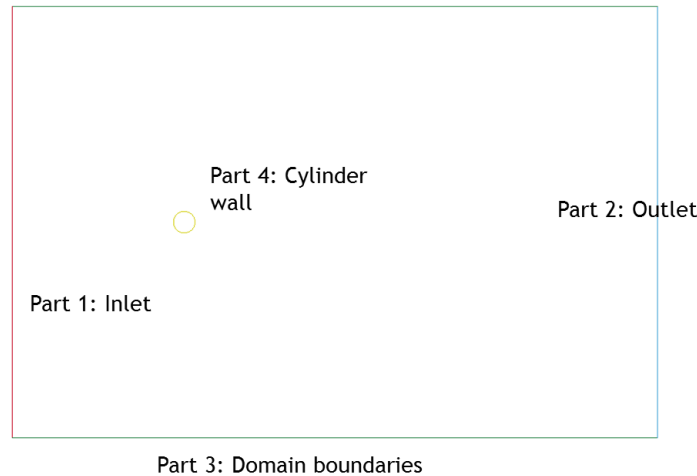 Part 4: Cylinder
wall
Part 2: Outlet
Part 1: Inlet
Part 3: Domain boundaries